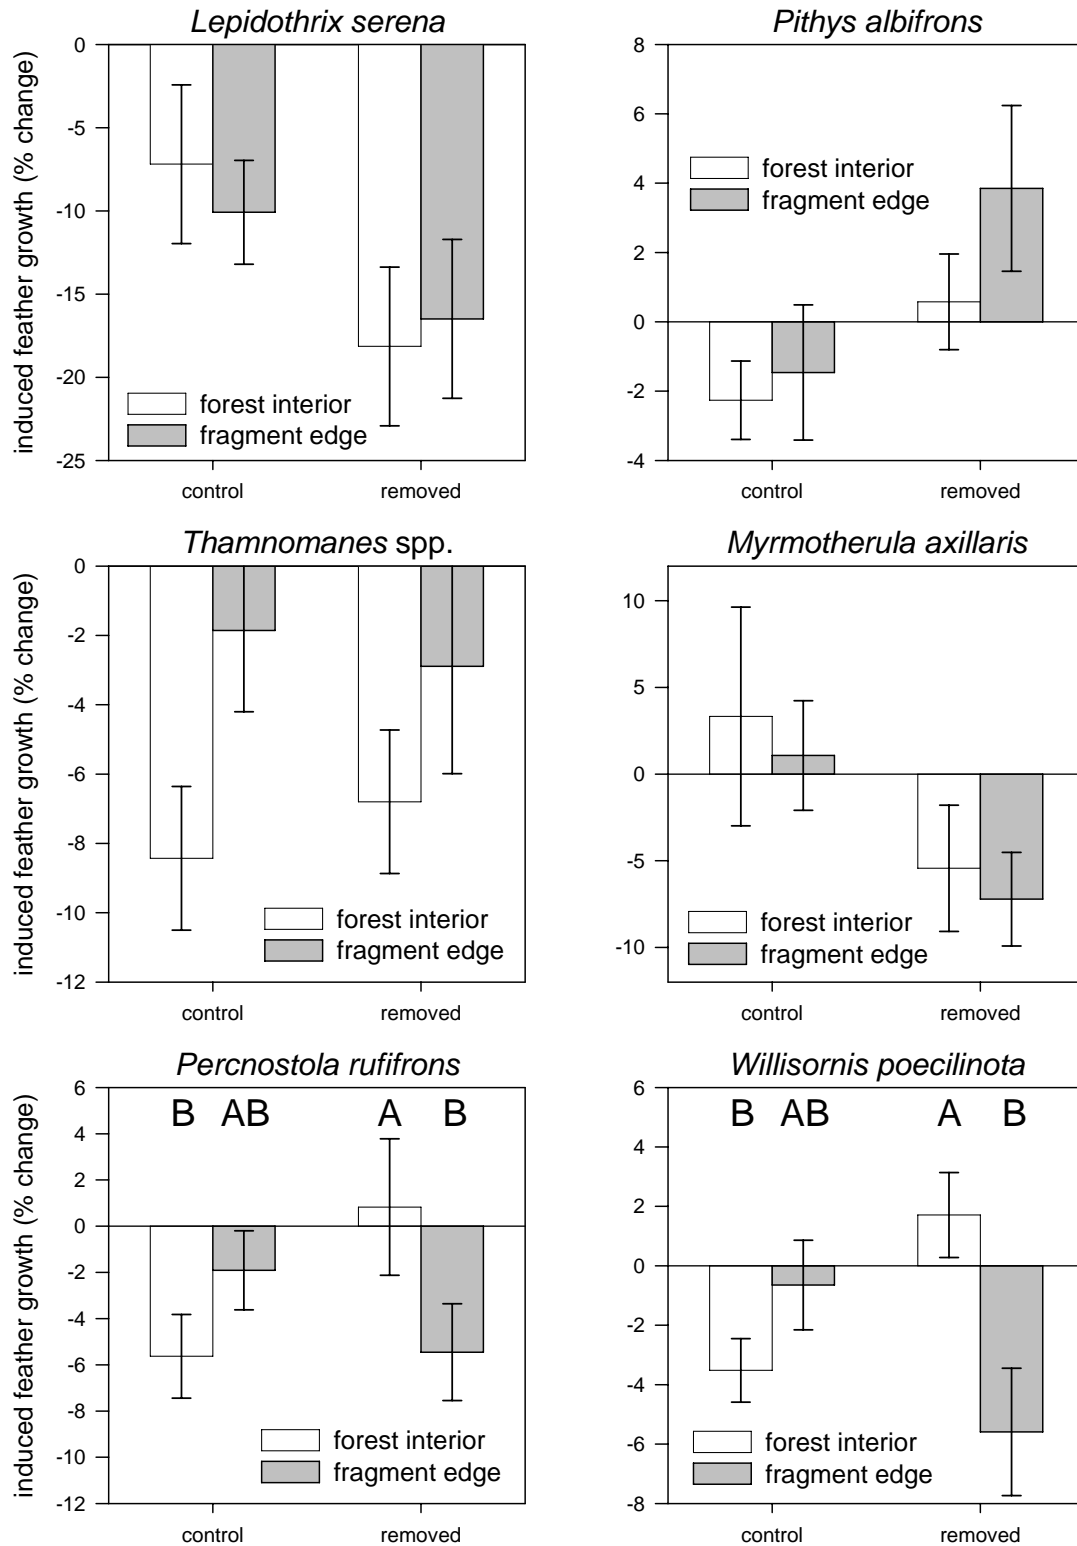 Lepidothrix serena
induced feather growth (% change)
0
-5
-10
-15
-20
-25
forest interior
fragment edge
control
removed
Pithys albifrons
8
6
4
2
0
-2
-4
forest interior
fragment edge
control
removed
Thamnomanes spp.
induced feather growth (% change)
0
-2
-4
-6
-8
-10
-12
forest interior
fragment edge
control
removed
Myrmotherula axillaris
10
5
0
-5
-10
forest interior
fragment edge
control
removed
Percnostola rufifrons
induced feather growth (% change)
6
4
2
0
-2
-4
-6
-8
-10
-12
B AB A B
forest interior
fragment edge
control
removed
Willisornis poecilinota
6
4
2
0
-2
-4
-6
-8
B AB A B
forest interior
fragment edge
control
removed